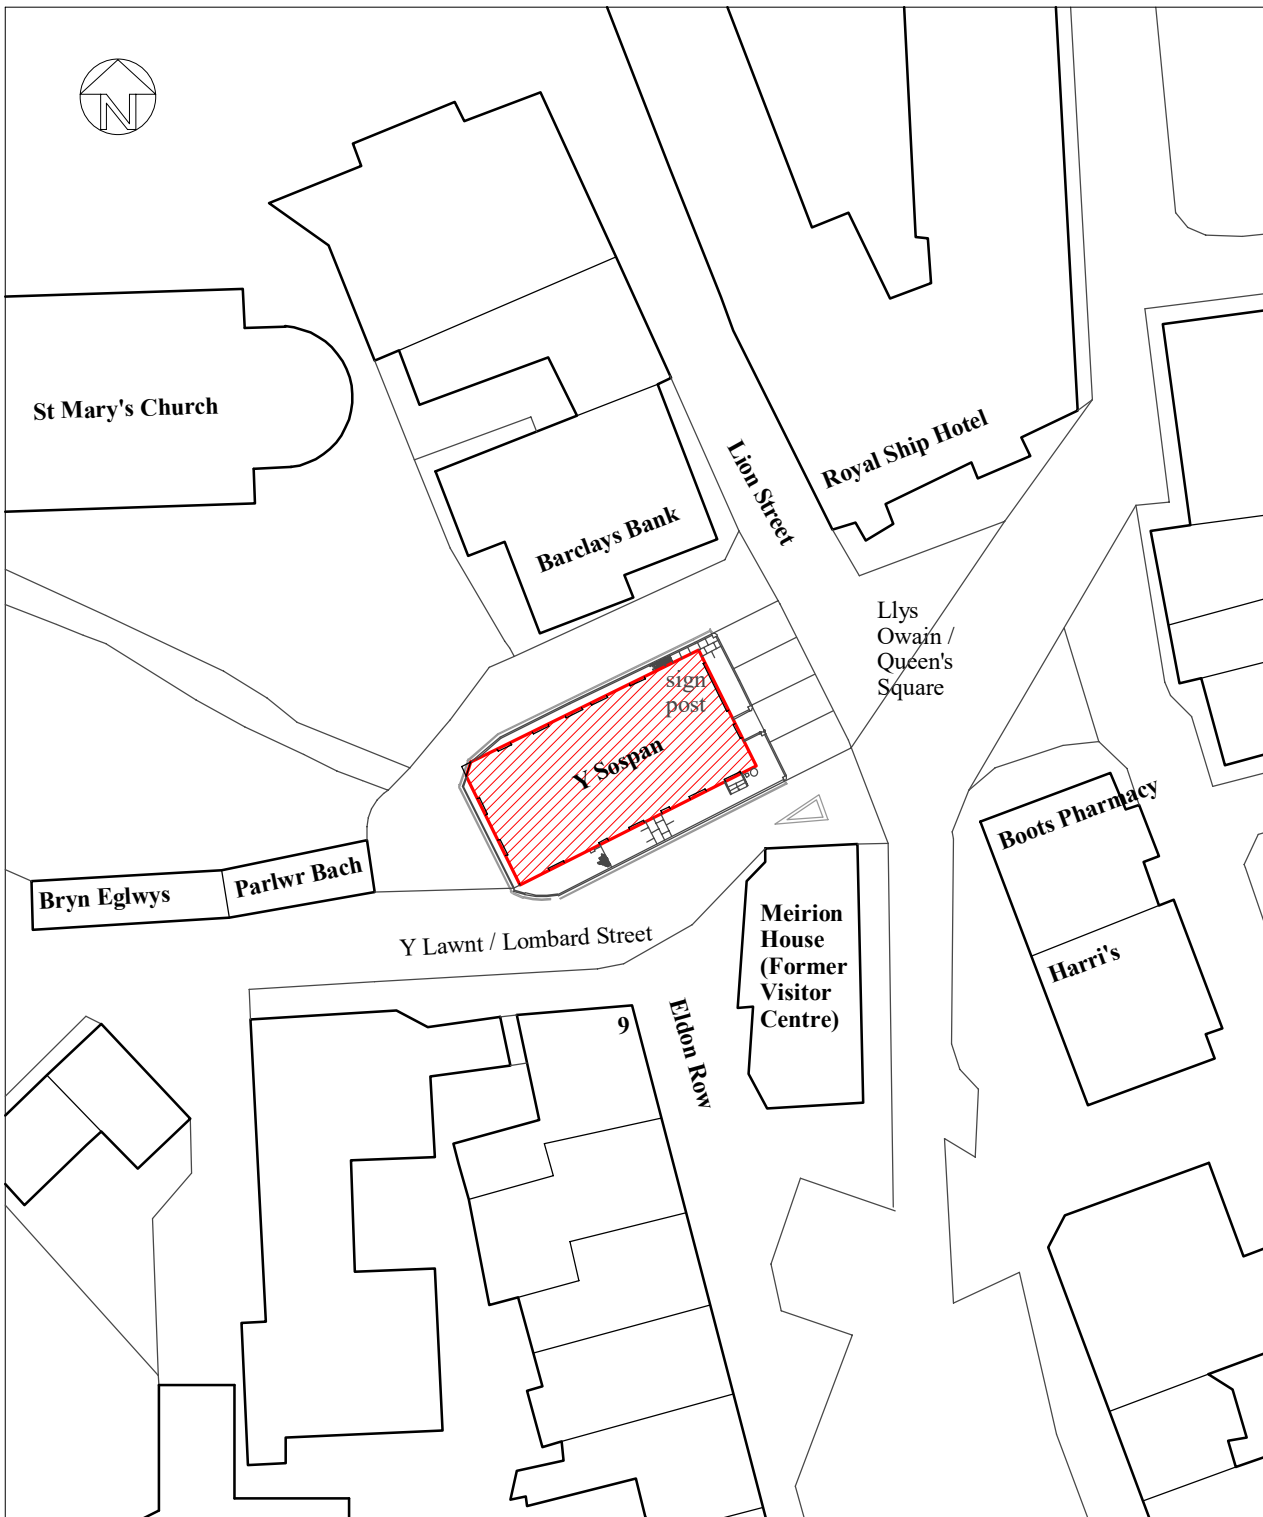 N
St Mary's Church
Lion Street
Royal Ship Hotel
Barclays Bank
Llys
Owain /
Queen's
Square
sign
post
Y Sospan
Boots Pharmacy
Bryn Eglwys
Parlwr Bach
Meirion
House
(Former
Visitor
Centre)
Y Lawnt / Lombard Street
Harri's
9
Eldon Row